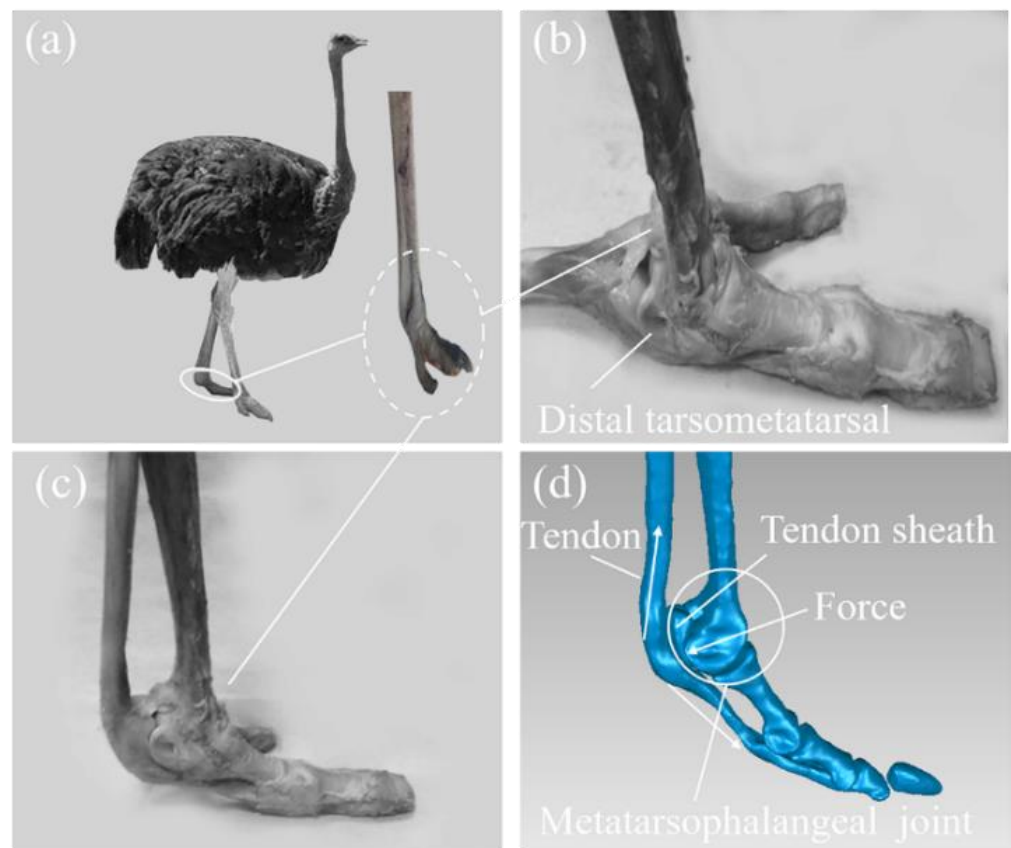 (a)
(b)
Distal tarsometatarsal
(c)
(d)
Tendon
Tendon sheath
Force
Metatarsophalangeal joint